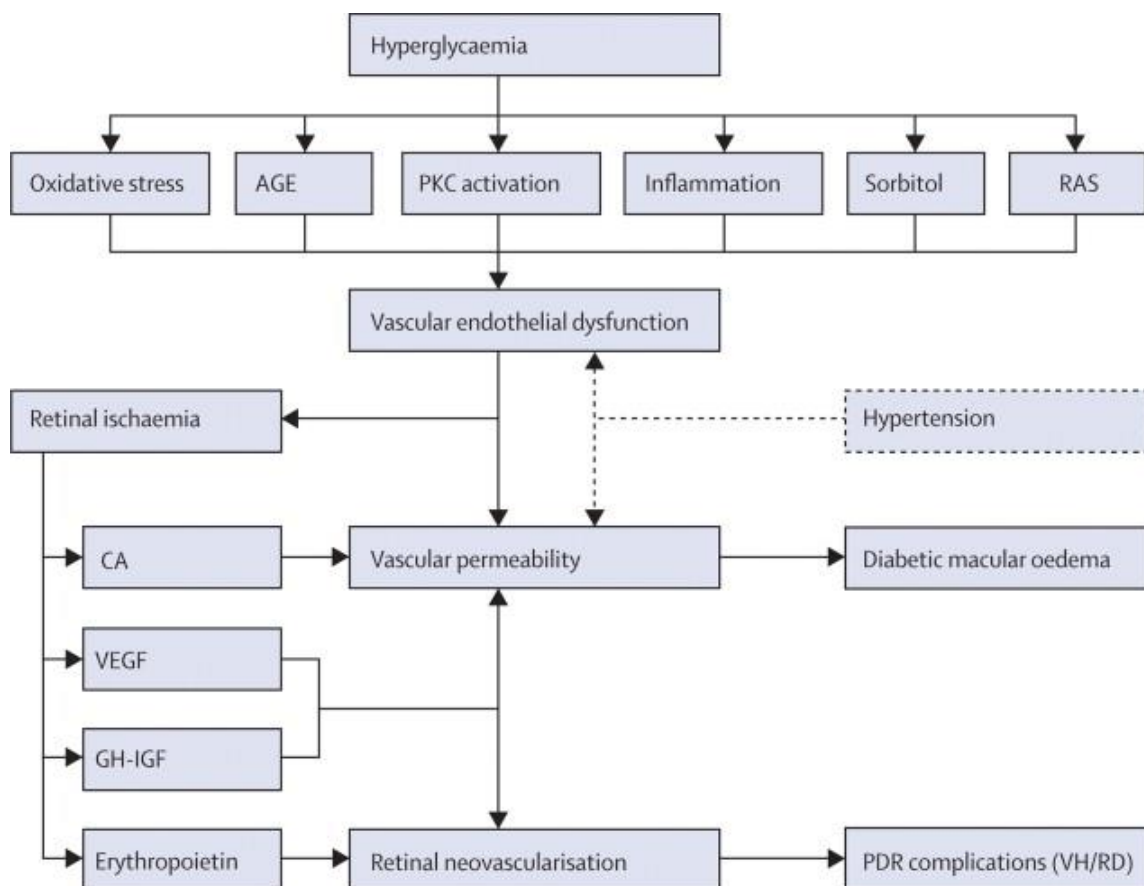 Hyperglycaemia
Oxidative stress
AGE
PKC activation
Inflammation
Sorbitol
RAS
Vascular endothelial dysfunction
Retinal ischaemia
Hypertension
CA
Vascular permeability
Diabetic macular oedema
VEGF
GH-IGF
Erythropoietin
Retinal neovascularisation
PDR complications (VH/RD)